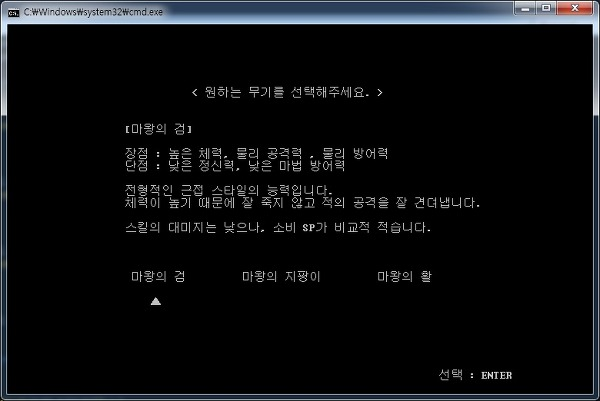 C:₩Windows₩system32₩cmd.exe
< 원하는 무기를 선택해주세요. >
[마왕의 검]
장점 : 높은 체력, 물리 공격력 , 물리 방어력
단점 : 낮은 정신력, 낮은 마법 방어력
전형적인 근접 스타일의 능력입니다.
체력이 높기 때문에 잘 죽지 않고 적의 공격을 잘 견뎌냅니다.
스킬의 대미지는 낮으나, 소비 SP가 비교적 적습니다.
마왕의 검 마왕의 지팡이 마왕의 활
선택 : ENTER